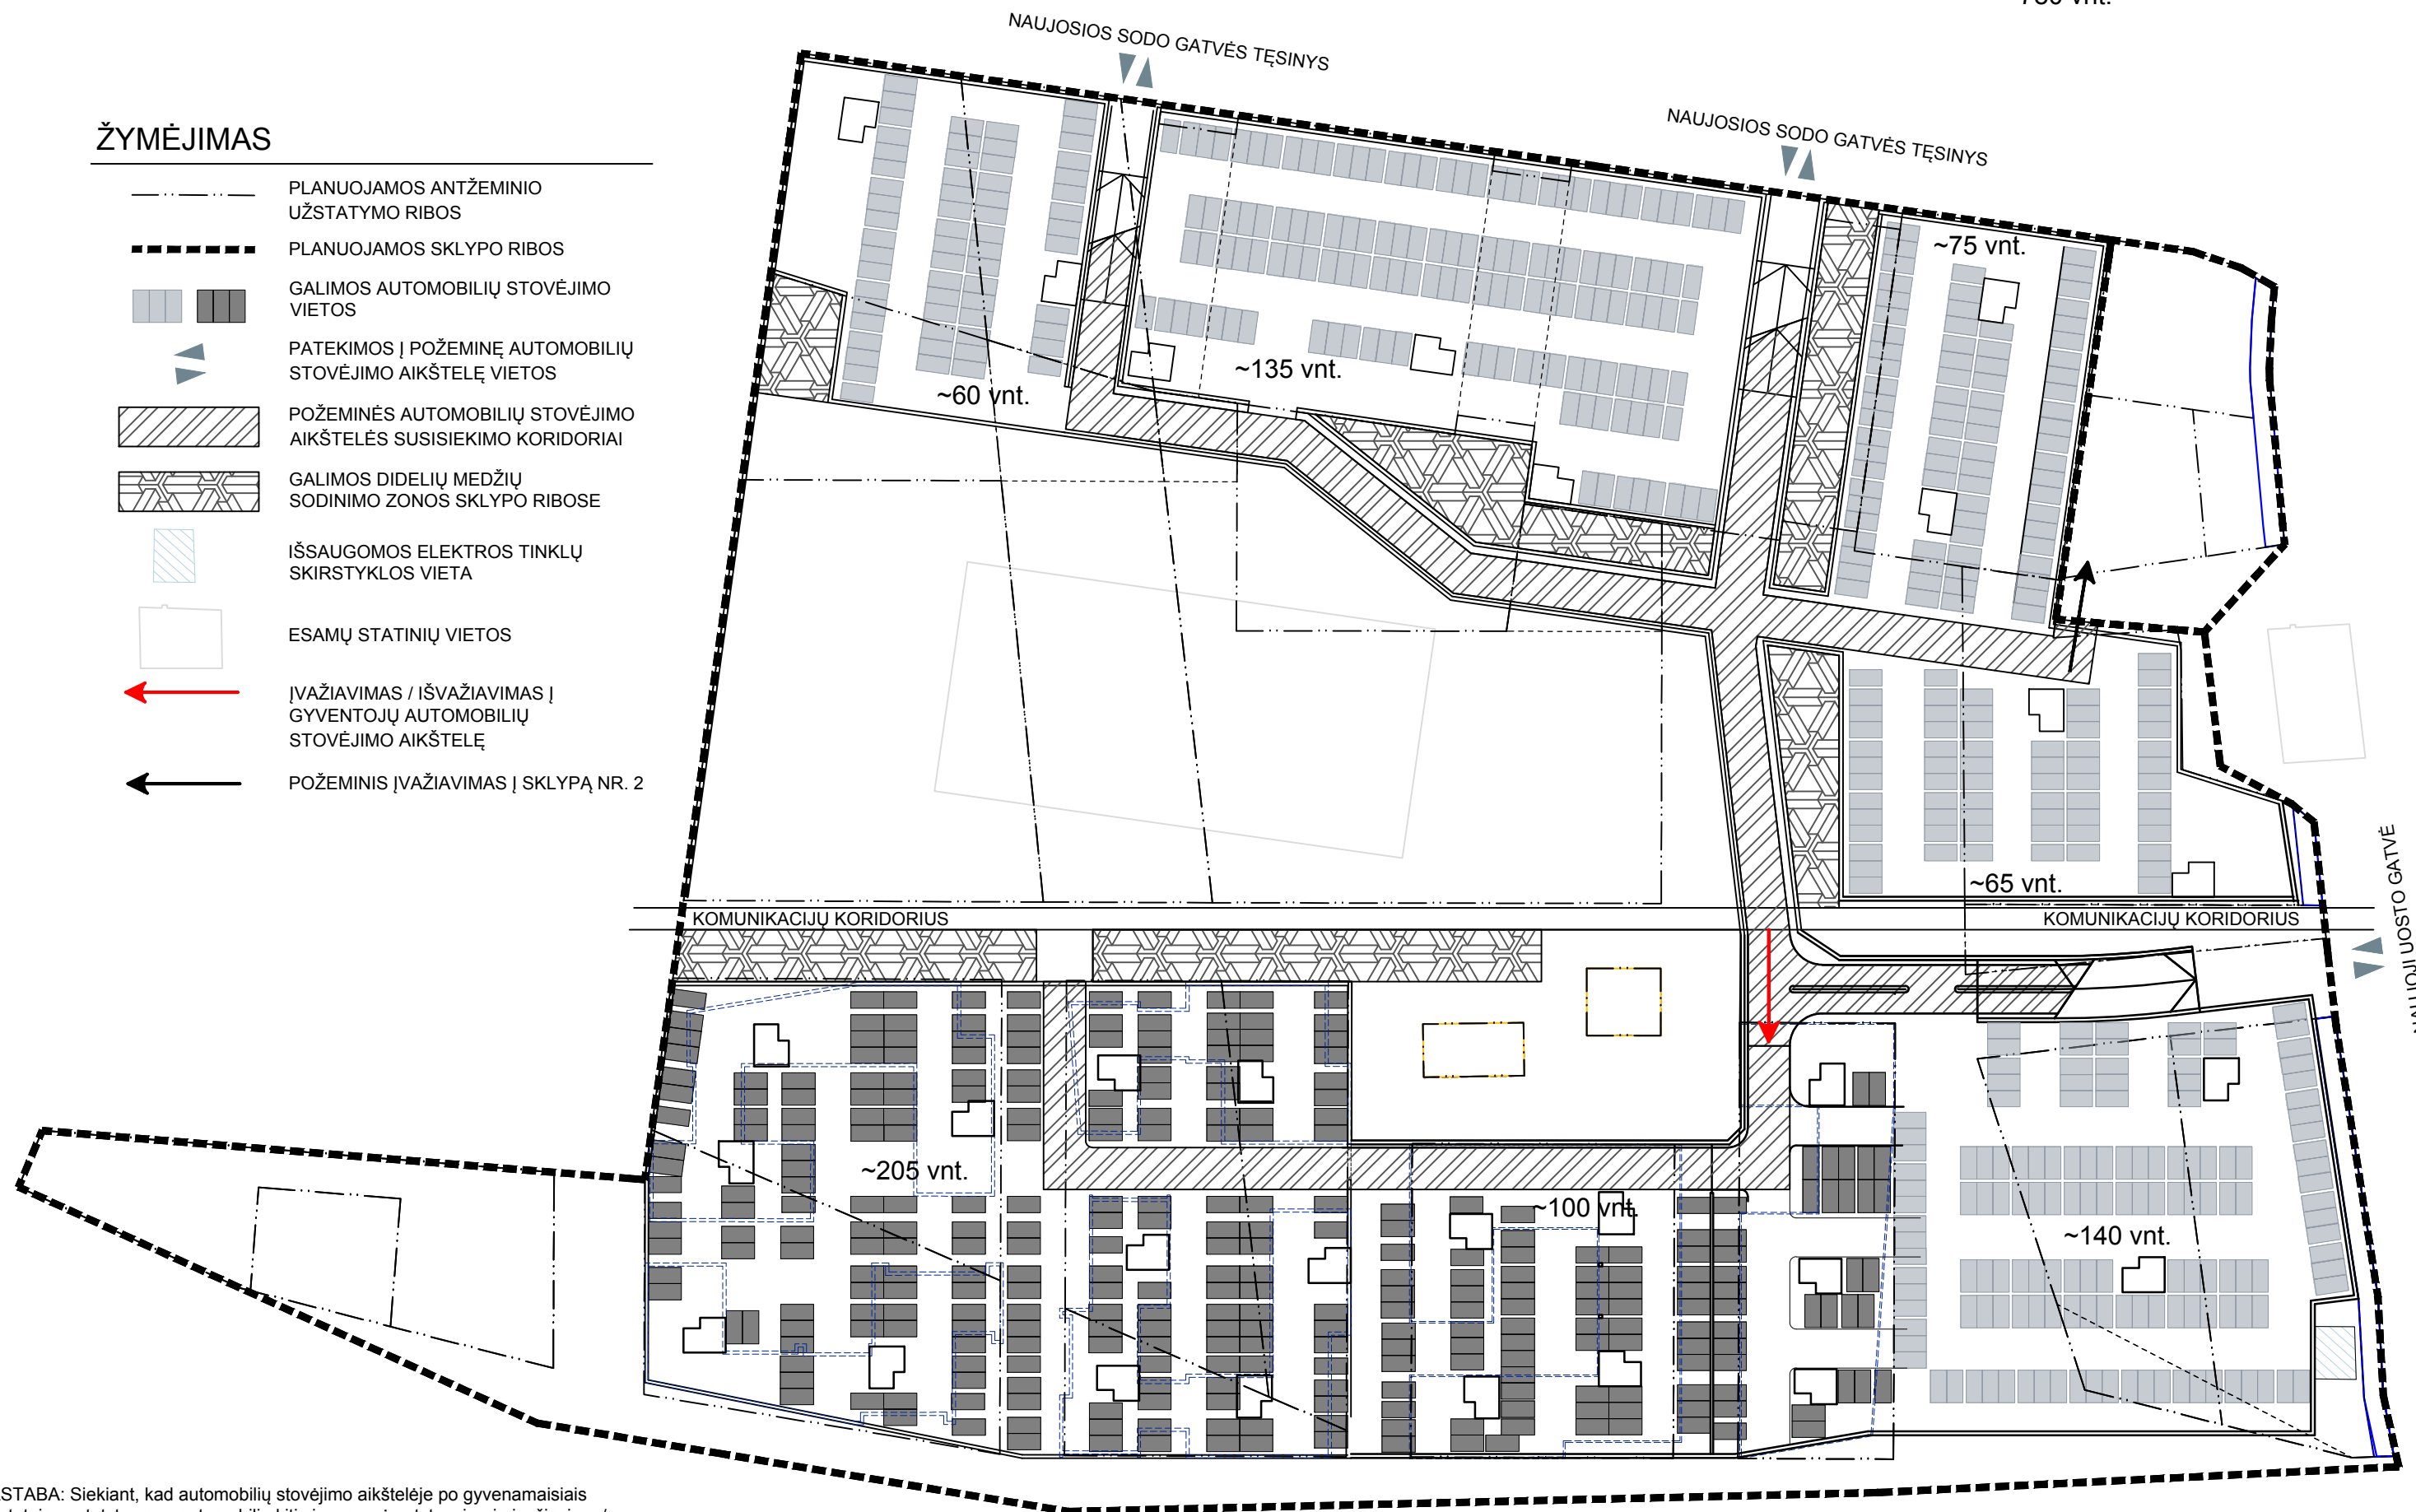 NAUJOSIOS SODO GATVĖS TĘSINYS
NAUJOSIOS SODO GATVĖS TĘSINYS
ŽYMĖJIMAS
PLANUOJAMOS ANTŽEMINIO
UŽSTATYMO RIBOS
PLANUOJAMOS SKLYPO RIBOS
GALIMOS AUTOMOBILIŲ STOVĖJIMO
VIETOS
PATEKIMOS Į POŽEMINĘ AUTOMOBILIŲ
STOVĖJIMO AIKŠTELĘ VIETOS
POŽEMINĖS AUTOMOBILIŲ STOVĖJIMO
AIKŠTELĖS SUSISIEKIMO KORIDORIAI
GALIMOS DIDELIŲ MEDŽIŲ
SODINIMO ZONOS SKLYPO RIBOSE
IŠSAUGOMOS ELEKTROS TINKLŲ
SKIRSTYKLOS VIETA
ESAMŲ STATINIŲ VIETOS
ĮVAŽIAVIMAS / IŠVAŽIAVIMAS Į
GYVENTOJŲ AUTOMOBILIŲ
STOVĖJIMO AIKŠTELĘ
POŽEMINIS ĮVAŽIAVIMAS Į SKLYPĄ NR. 2
~75 vnt.
~135 vnt.
~60 vnt.
~65 vnt.
KOMUNIKACIJŲ KORIDORIUS
KOMUNIKACIJŲ KORIDORIUS
UOSTO GATVĖ
~205 vnt.
~100 vnt.
~140 vnt.
Siekiant, kad automobilių stovėjimo aikštelėje po gyvenamaisiais